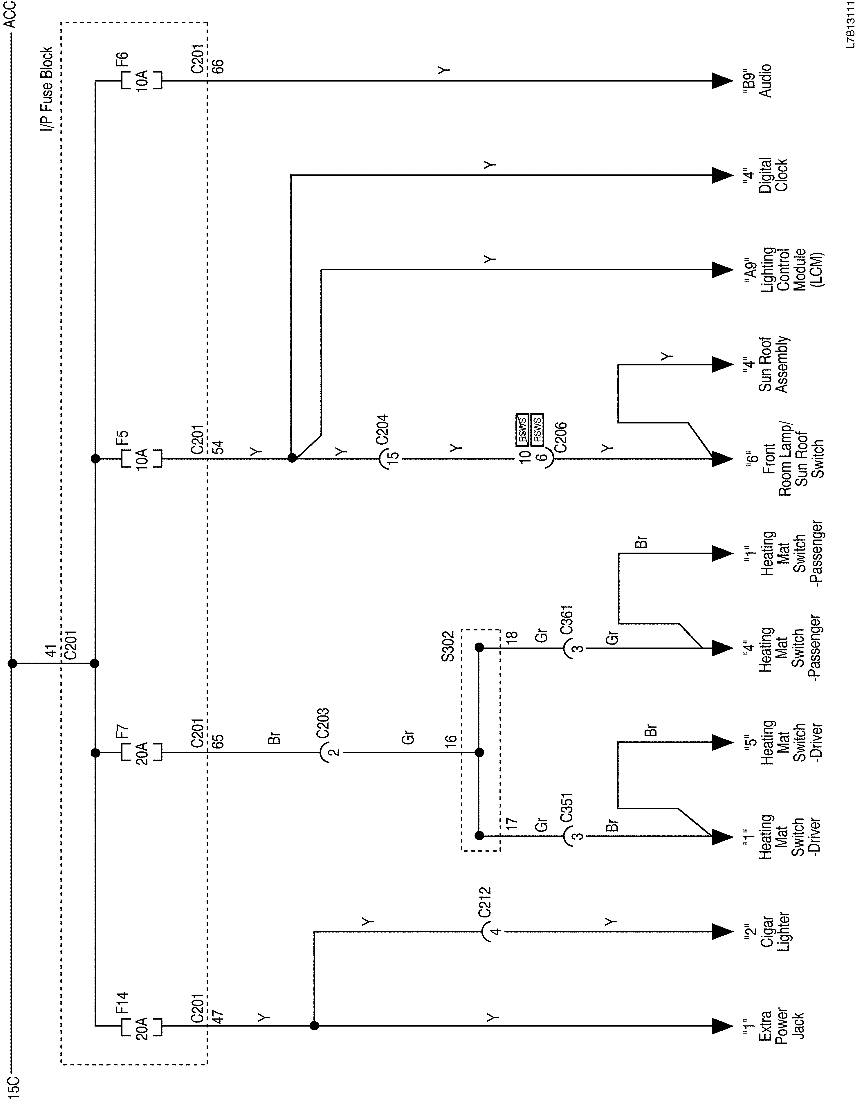 15C
ACC
41
C201
I/P Fuse Block
F14
20A
F7
20A
F5
10A
F6
10A
C201
47
C201
65
C201
54
C201
66
Y
Y
Y
C212
4
Y
Br
C203
2
Gr
16
S302
17
18
Gr
C351
3
Br
Br
Gr
C361
3
Gr
Br
Y
Y
C204
15
Y
10
6
C206
RSWS
Y
Y
Y
Y
Y
"1"
Extra
Power
Jack
"2"
Cigar
Lighter
"1"
Heating
Mat
Switch
-Driver
"5"
Heating
Mat
Switch
-Driver
"4"
Heating
Mat
Switch
-Passenger
"1"
Heating
Mat
Switch
-Passenger
"6"
Front
Room Lamp/
Sun Roof
Switch
"4"
Sun Roof
Assembly
"A9"
Lighting
Control
Module
(LCM)
"4"
Digital
Clock
"B9"
Audio
L7B13111